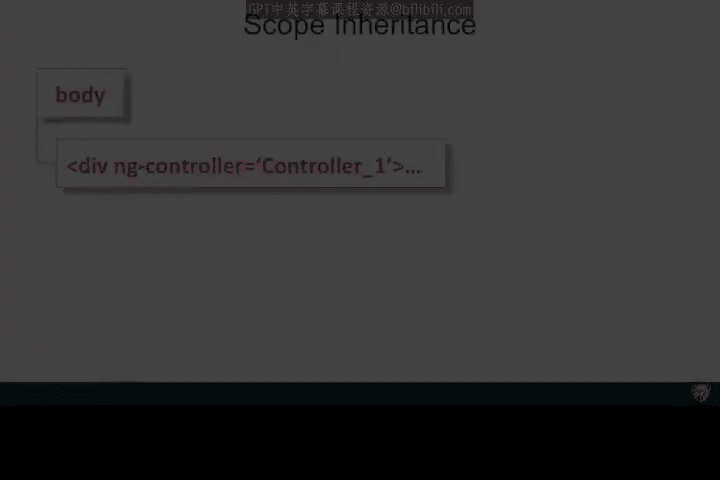 GPT中英字幕课程资源@bilibili.com
Scope Inheritance
body
<div ng-controller=‘Controller_1’>...